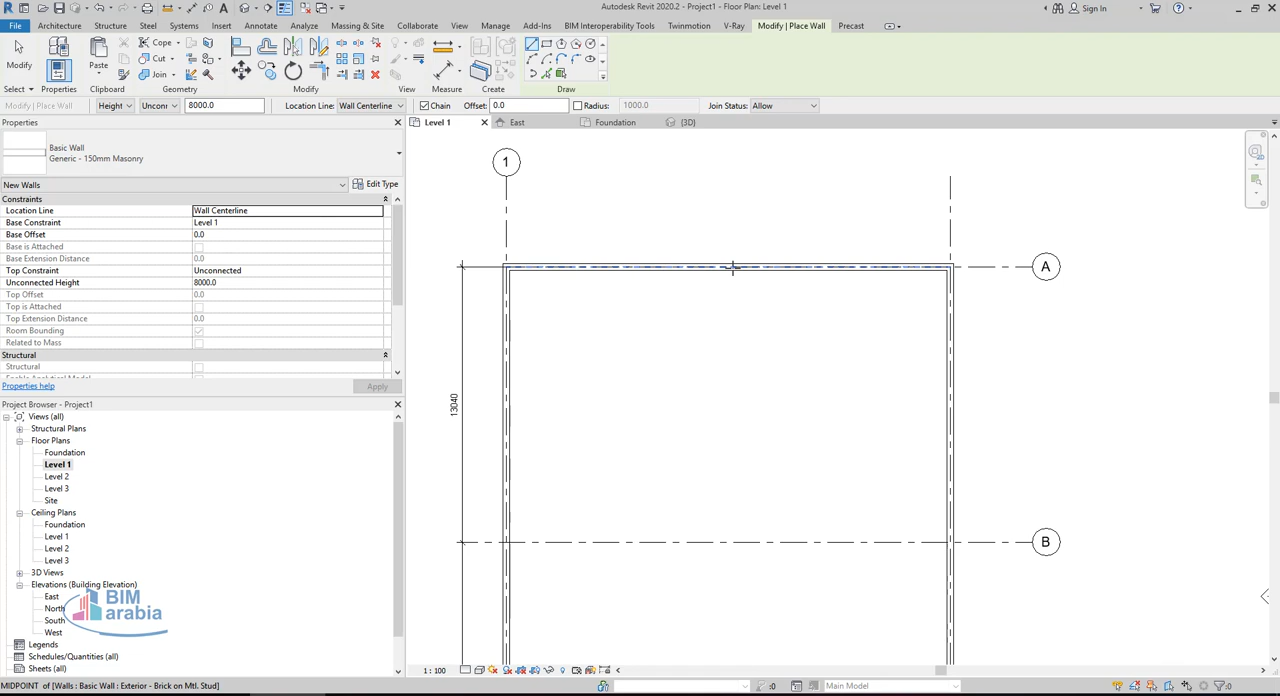 Autodesk Revit 2020.2 - Project1 - Floor Plan: Level 1
Sign In
File Architecture Structure Steel Systems Insert Annotate Analyze Massing & Site Collaborate View Manage Add-Ins BIM Interoperability Tools Twinmotion V-Ray Modify | Place Wall Precast
Modify Paste Cope Cut Join
Select Properties Clipboard Geometry Modify View Measure Create Draw
Modify | Place Wall Height Unconr 8000.0 Location Line: Wall Centerline Chain Offset: 0.0 Radius: 1000.0 Join Status: Allow
Properties
Level 1 East Foundation {3D}
Basic Wall
Generic - 150mm Masonry
New Walls Edit Type
Constraints
Location Line Wall Centerline
Base Constraint Level 1
Base Offset 0.0
Base is Attached
Base Extension Distance 0.0
Top Constraint Unconnected
Unconnected Height 8000.0
Top Offset 0.0
Top is Attached
Top Extension Distance 0.0
Room Bounding
Related to Mass
Structural
Structural
Properties help Apply
Project Browser - Project1
Views (all)
Structural Plans
Floor Plans
Foundation
Level 1
Level 2
Level 3
Site
Ceiling Plans
Foundation
Level 1
Level 2
Level 3
3D Views
Elevations (Building Elevation)
East
North
South
West
Legends
Schedules/Quantities (all)
Sheets (all)
BIM
arabia
1
A
13040
B
1 : 100
MIDPOINT of [Walls : Basic Wall : Exterior - Brick on Mtl. Stud]
:0 Main Model :0